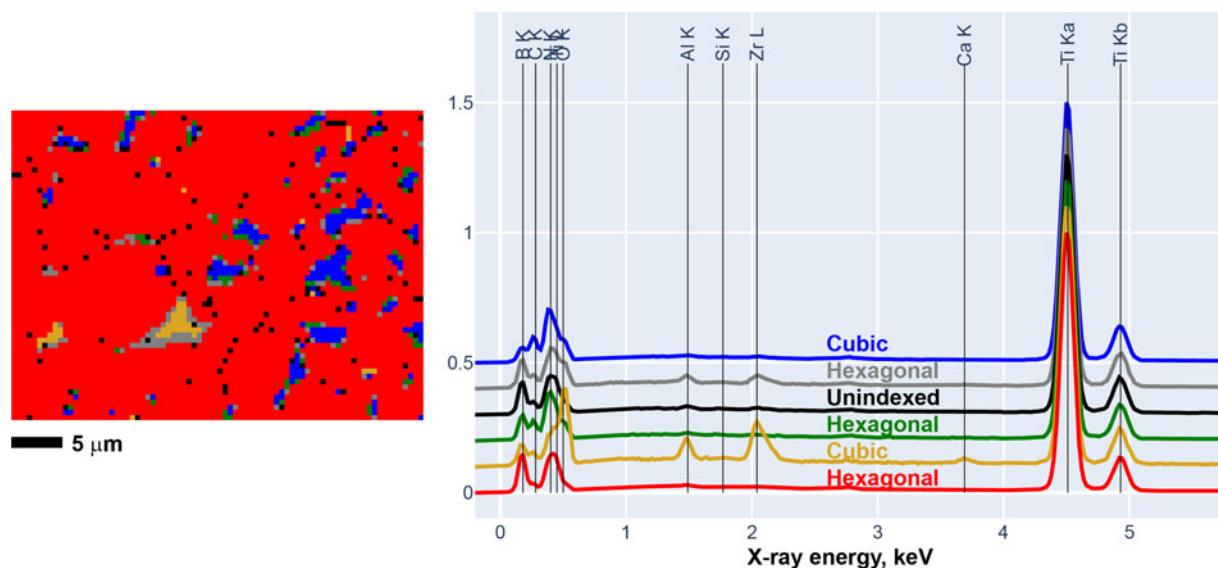 5 μm
B K
C K
N K
O K
Al K
Si K
Zr L
Ca K
Ti Ka
Ti Kb
1.5
1
0.5
0
Cubic
Hexagonal
Unindexed
Hexagonal
Cubic
Hexagonal
0 1 2 3 4 5
X-ray energy, keV